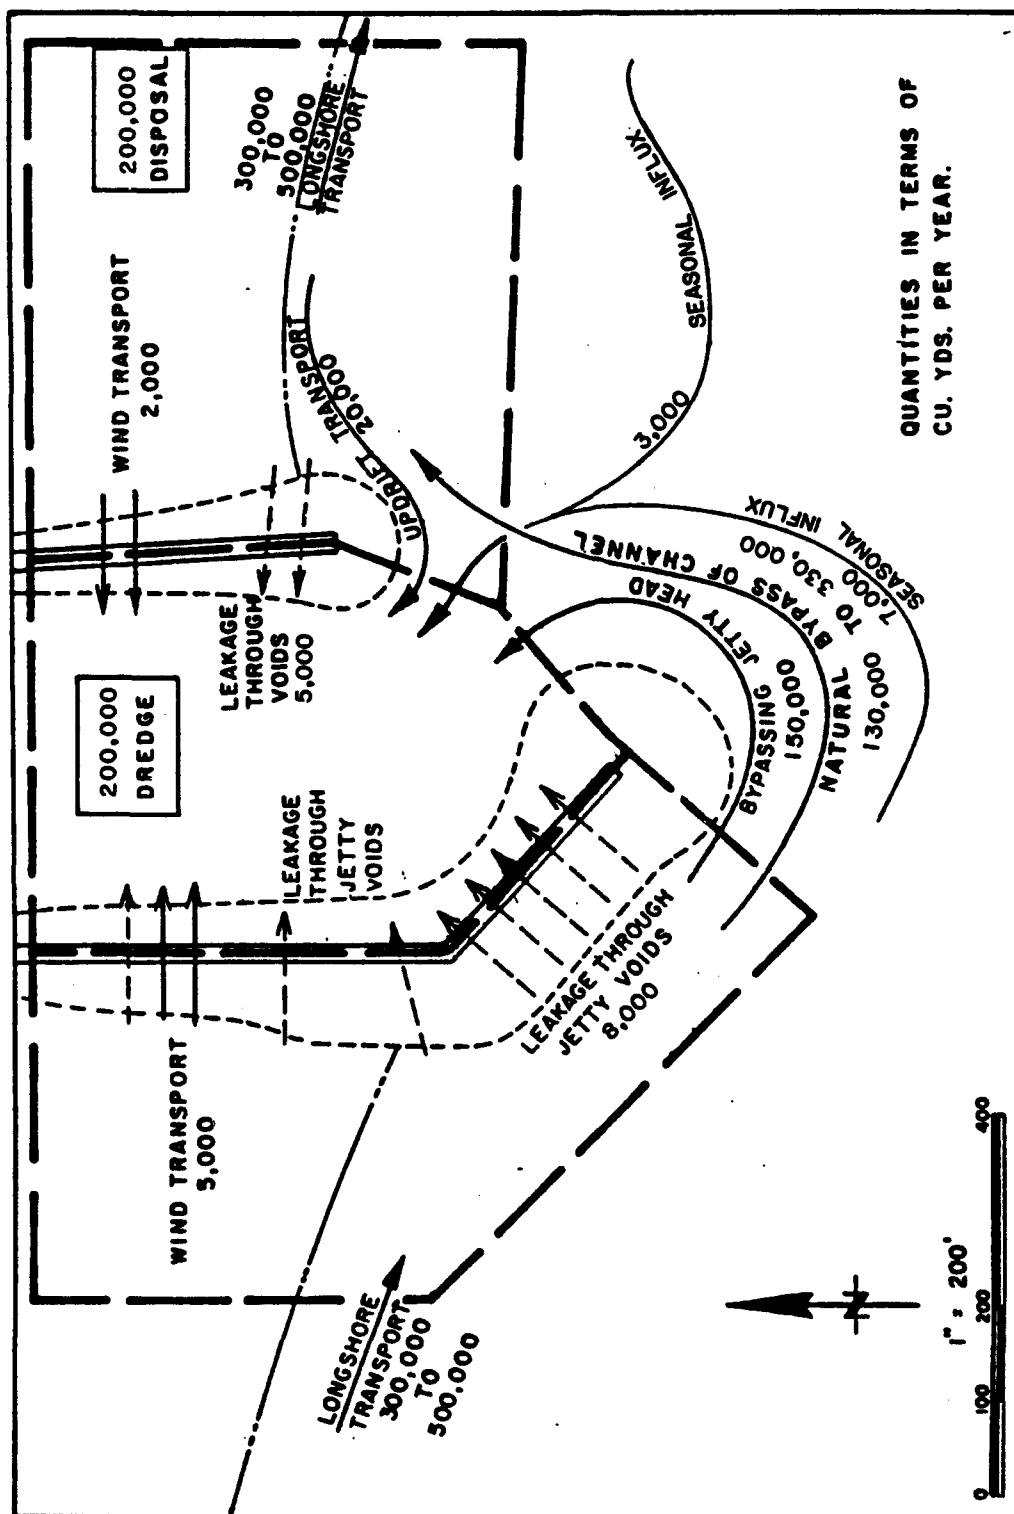 200,000
DISPOSAL
300,000
TO
500,000
LONGSHORE
TRANSPORT
WIND TRANSPORT
2,000
UPDRIFT TRANSPORT
20,000
SEASONAL INFLUX
3,000
QUANTITIES IN TERMS OF
CU. YDS. PER YEAR.
LEAKAGE
THROUGH
VOIDS
5,000
200,000
DREDGE
LEAKAGE
THROUGH
JETTY
VOIDS
BYPASSING JETTY HEAD
150,000
NATURAL BYPASS OF CHANNEL
130,000 TO 330,000
SEASONAL INFLUX
7,000
LEAKAGE THROUGH
JETTY VOIDS
8,000
WIND TRANSPORT
5,000
LONGSHORE
TRANSPORT
300,000
TO
500,000
N
1" = 200'
0 100 200 400